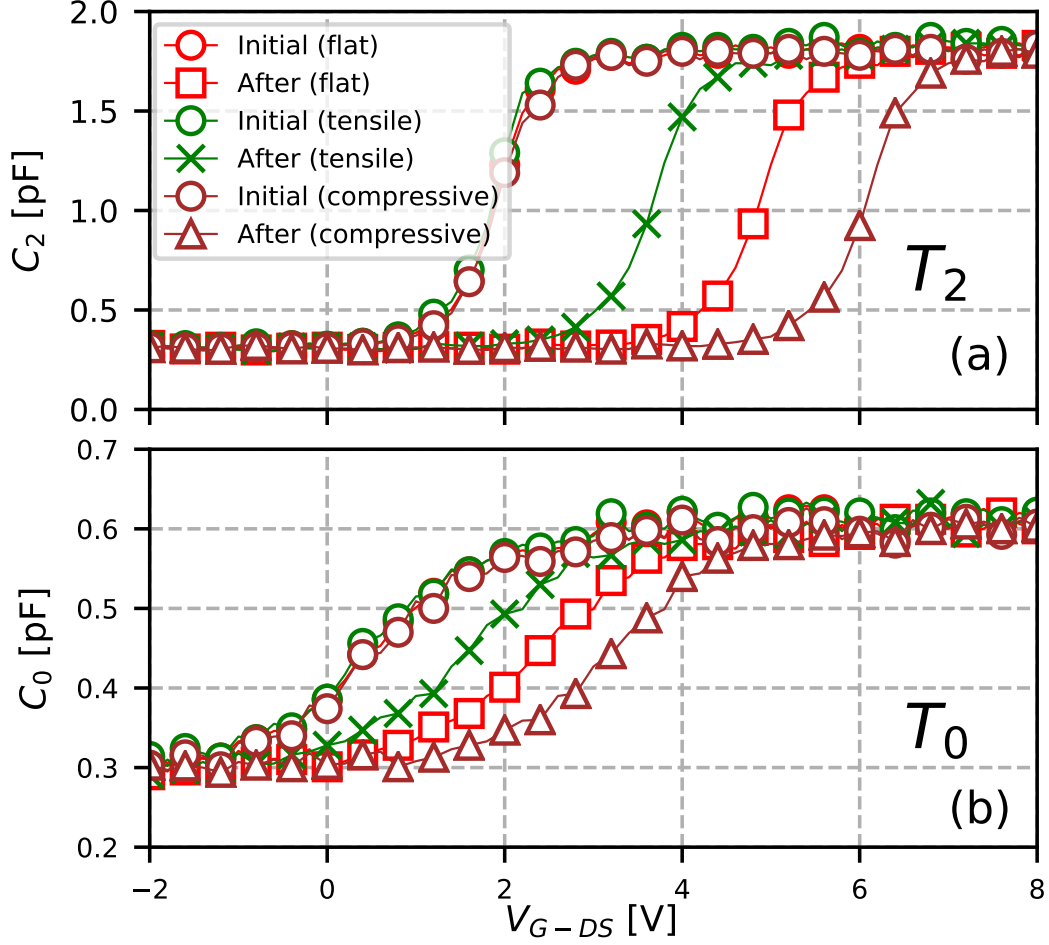 2.0
1.5
1.0
0.5
0.0
C₂ [pF]
Initial (flat)
After (flat)
Initial (tensile)
After (tensile)
Initial (compressive)
After (compressive)
T₂
(a)
0.7
0.6
0.5
0.4
0.3
0.2
C₀ [pF]
T₀
(b)
−2 0 2 4 6 8
V_{G−DS} [V]